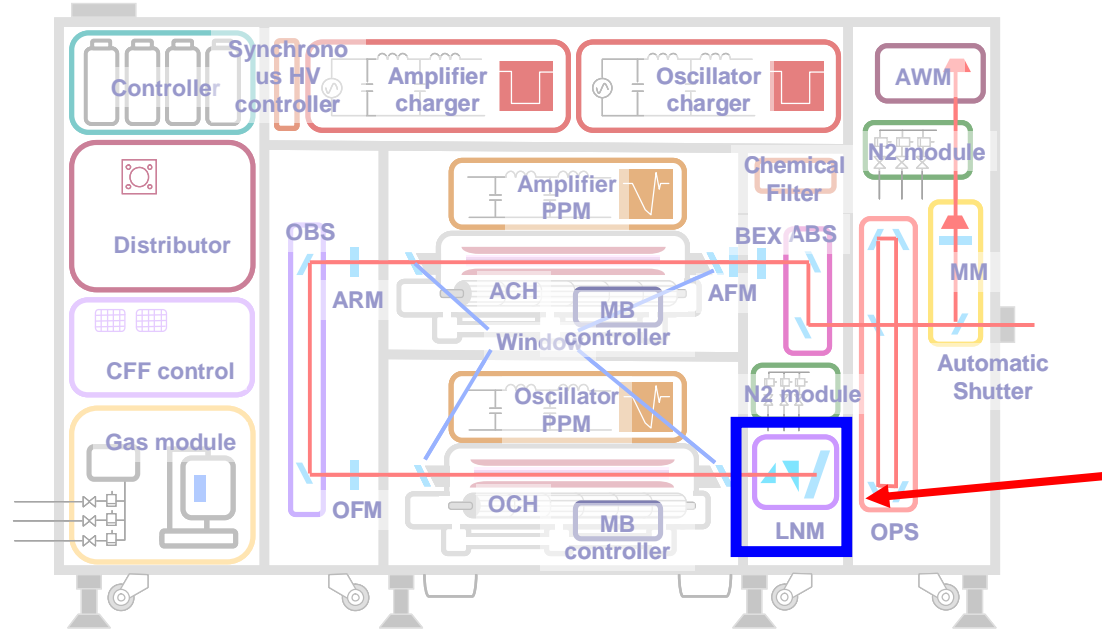 Controller
Synchrono
us HV
controller
Amplifier
charger
Oscillator
charger
AWM
N2 module
Distributor
Amplifier
PPM
Chemical
Filter
OBS
BEX
ABS
ARM
ACH
AFM
MM
MB
controller
Window
CFF control
Automatic
Shutter
Oscillator
PPM
N2 module
Gas module
OFM
OCH
MB
controller
LNM
OPS